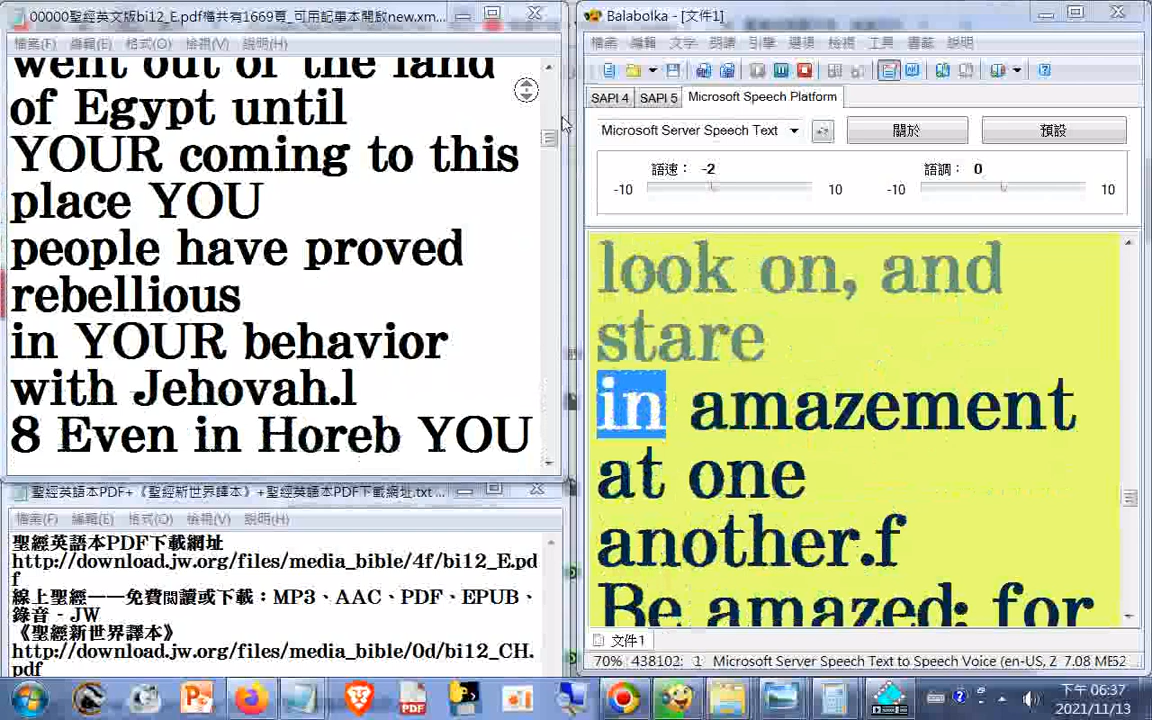 00000聖經英文版bi12_E.pdf檔共有1669頁_可用記事本開啟new.xm...
檔案(F) 編輯(E) 格式(O) 檢視(V) 說明(H)
went out of the land
of Egypt until
YOUR coming to this
place YOU
people have proved
rebellious
in YOUR behavior
with Jehovah.l
8 Even in Horeb YOU
聖經英語本PDF+《聖經新世界譯本》+聖經英語本PDF下載網址.txt ...
檔案(F) 編輯(E) 格式(O) 檢視(V) 說明(H)
聖經英語本PDF下載網址
http://download.jw.org/files/media_bible/4f/bi12_E.pd
f
線上聖經——免費閱讀或下載：MP3、AAC、PDF、EPUB、
錄音 - JW
《聖經新世界譯本》
http://download.jw.org/files/media_bible/0d/bi12_CH.
pdf
Balabolka - [文件1]
檔案 編輯 文字 朗讀 引擎 選項 檢視 工具 書籤 說明
SAPI 4 SAPI 5 Microsoft Speech Platform
Microsoft Server Speech Text 關於 預設
語速： -2 語調： 0
-10 10 -10 10
look on, and
stare
in amazement
at one
another.f
Be amazed; for
文件1
70% 438102: 1 Microsoft Server Speech Text to Speech Voice (en-US, Z 7.08 ME52
下午 06:37
2021/11/13